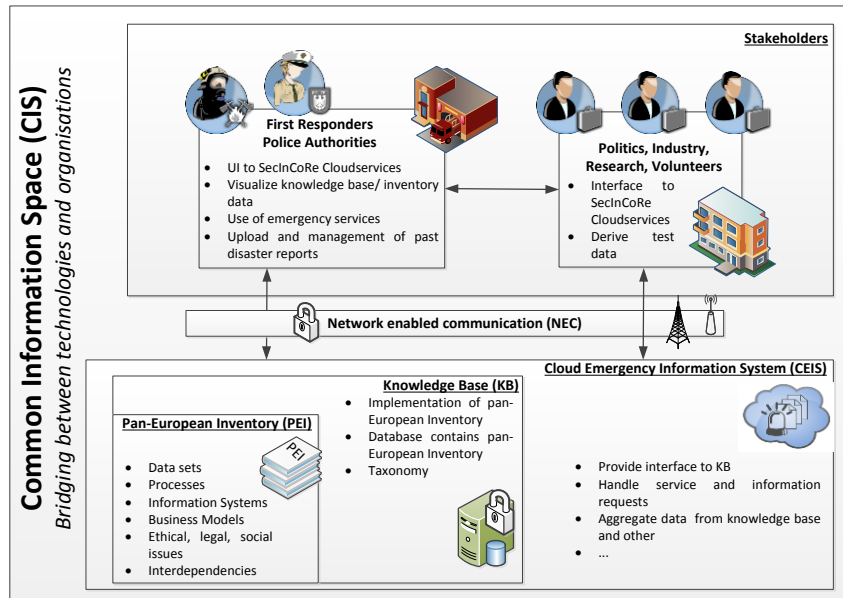 Common Information Space (CIS)
Bridging between technologies and organisations
Stakeholders
First Responders
Police Authorities
• UI to SecInCoRe Cloudservices
• Visualize knowledge base/ inventory
data
• Use of emergency services
• Upload and management of past
disaster reports
Politics, Industry,
Research, Volunteers
• Interface to
SecInCoRe
Cloudservices
• Derive test
data
Network enabled communication (NEC)
Cloud Emergency Information System (CEIS)
Knowledge Base (KB)
• Implementation of pan-
European Inventory
• Database contains pan-
European Inventory
• Taxonomy
Pan-European Inventory (PEI)
PEI
• Data sets
• Processes
• Information Systems
• Business Models
• Ethical, legal, social
issues
• Interdependencies
• Provide interface to KB
• Handle service and information
requests
• Aggregate data from knowledge base
and other
• ...